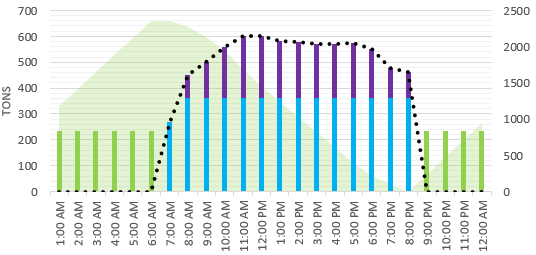 700
600
500
400
300
200
100
0
TONS
2500
2000
1500
1000
500
0
1:00 AM
2:00 AM
3:00 AM
4:00 AM
5:00 AM
6:00 AM
7:00 AM
8:00 AM
9:00 AM
10:00 AM
11:00 AM
12:00 PM
1:00 PM
2:00 PM
3:00 PM
4:00 PM
5:00 PM
6:00 PM
7:00 PM
8:00 PM
9:00 PM
10:00 PM
11:00 PM
12:00 AM